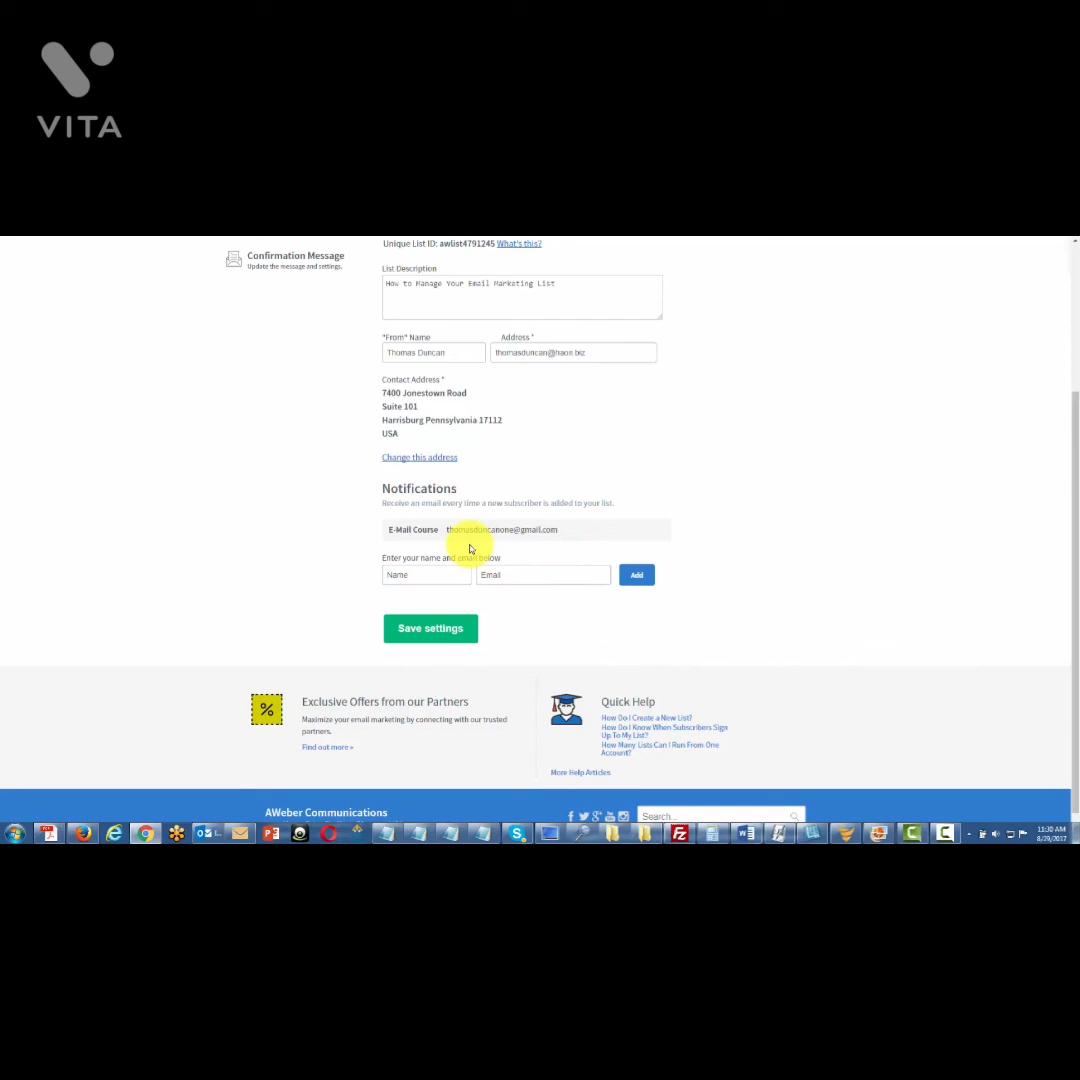 VITA
Unique List ID: awlist4791245 What's this?
Confirmation Message
Update the message and settings.
List Description
How to Manage Your Email Marketing List
"From" Name
Address *
Thomas Duncan
thomasduncan@haon.biz
Contact Address *
7400 Jonestown Road
Suite 101
Harrisburg Pennsylvania 17112
USA
Change this address
Notifications
Receive an email every time a new subscriber is added to your list.
E-Mail Course thomasduncanone@gmail.com
Enter your name and email below
Name
Email
Add
Save settings
Exclusive Offers from our Partners
Maximize your email marketing by connecting with our trusted
partners.
Find out more »
Quick Help
How Do I Create a New List?
How Do I Know When Subscribers Sign
Up To My List?
How Many Lists Can I Run From One
Account?
More Help Articles
AWeber Communications
Search...
11:30 AM
8/29/2017